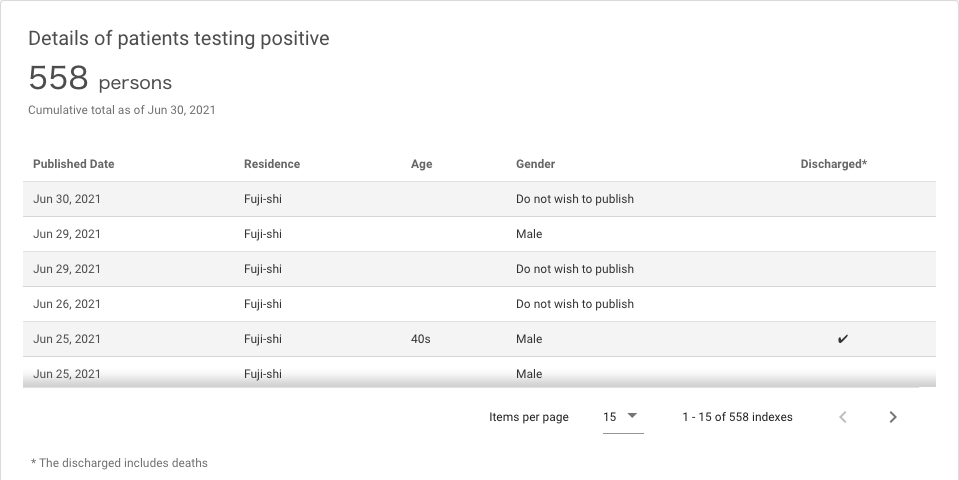 Details of patients testing positive
558 persons
Cumulative total as of Jun 30, 2021
Published Date Residence Age Gender Discharged*
Jun 30, 2021 Fuji-shi Do not wish to publish
Jun 29, 2021 Fuji-shi Male
Jun 29, 2021 Fuji-shi Do not wish to publish
Jun 26, 2021 Fuji-shi Do not wish to publish
Jun 25, 2021 Fuji-shi 40s Male ✔
Jun 25, 2021 Fuji-shi Male
Items per page 15 1 - 15 of 558 indexes
* The discharged includes deaths